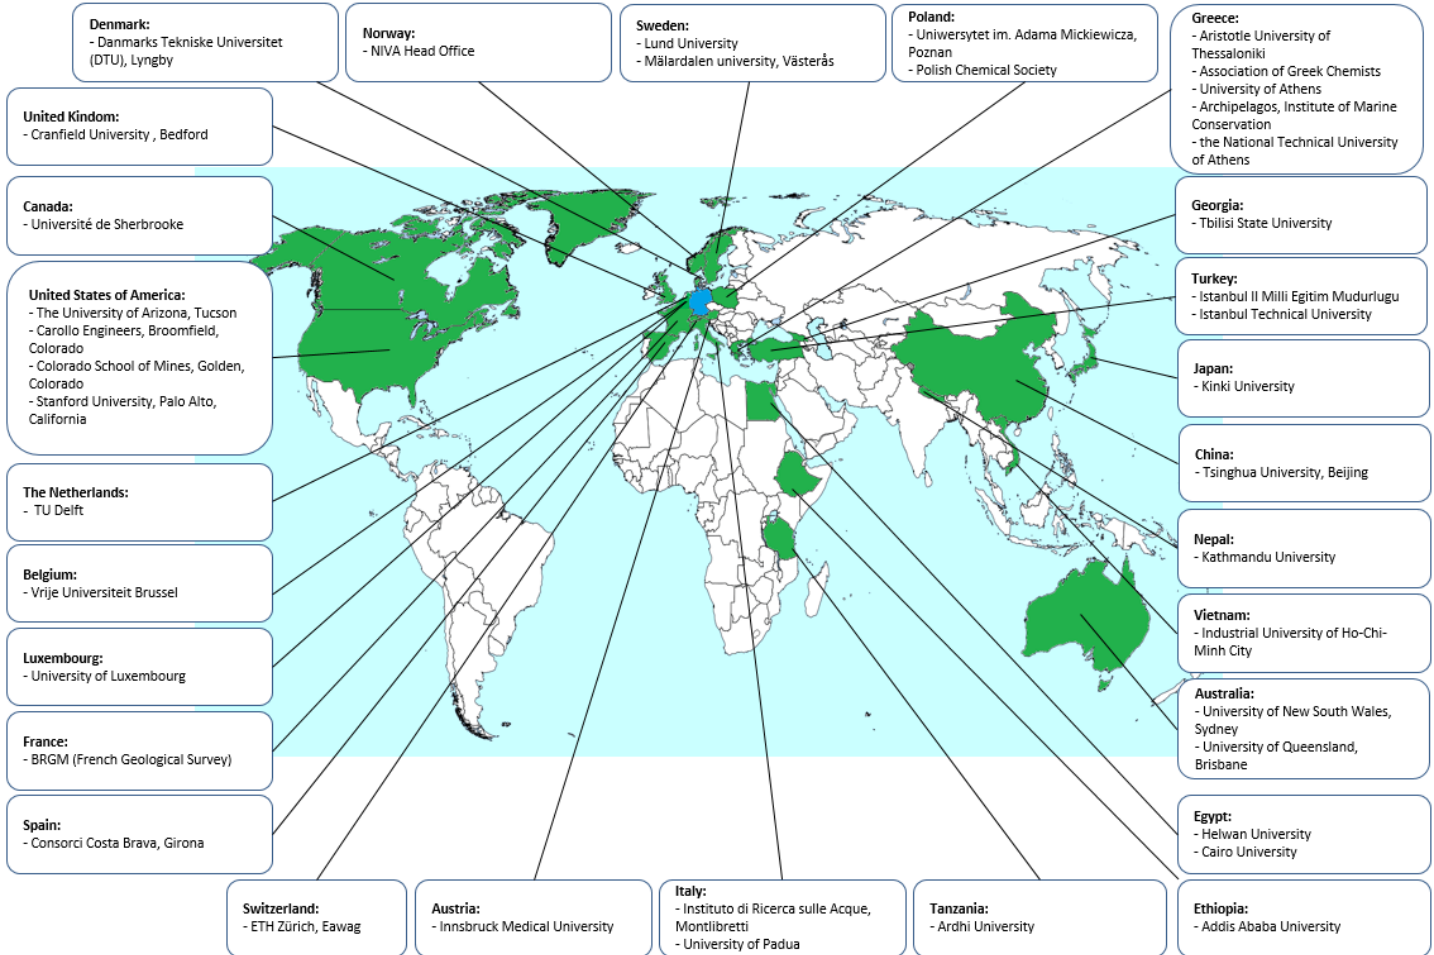 Denmark:
- Danmarks Tekniske Universitet
(DTU), Lyngby
Norway:
- NIVA Head Office
Sweden:
- Lund University
- Mälardalen university, Västerås
Poland:
- Uniwersytet im. Adama Mickiewicza,
Poznan
- Polish Chemical Society
Greece:
- Aristotle University of
Thessaloniki
- Association of Greek Chemists
- University of Athens
- Archipelagos, Institute of Marine
Conservation
- the National Technical University
of Athens
United Kindom:
- Cranfield University , Bedford
Canada:
- Université de Sherbrooke
United States of America:
- The University of Arizona, Tucson
- Carollo Engineers, Broomfield,
Colorado
- Colorado School of Mines, Golden,
Colorado
- Stanford University, Palo Alto,
California
The Netherlands:
- TU Delft
Belgium:
- Vrije Universiteit Brussel
Luxembourg:
- University of Luxembourg
France:
- BRGM (French Geological Survey)
Spain:
- Consorci Costa Brava, Girona
Georgia:
- Tbilisi State University
Turkey:
- Istanbul II Milli Egitim Mudurlugu
- Istanbul Technical University
Japan:
- Kinki University
China:
- Tsinghua University, Beijing
Nepal:
- Kathmandu University
Vietnam:
- Industrial University of Ho-Chi-
Minh City
Australia:
- University of New South Wales,
Sydney
- University of Queensland,
Brisbane
Egypt:
- Helwan University
- Cairo University
Switzerland:
- ETH Zürich, Eawag
Austria:
- Innsbruck Medical University
Italy:
- Instituto di Ricerca sulle Acque,
Montlibretti
- University of Padua
Tanzania:
- Ardhi University
Ethiopia:
- Addis Ababa University